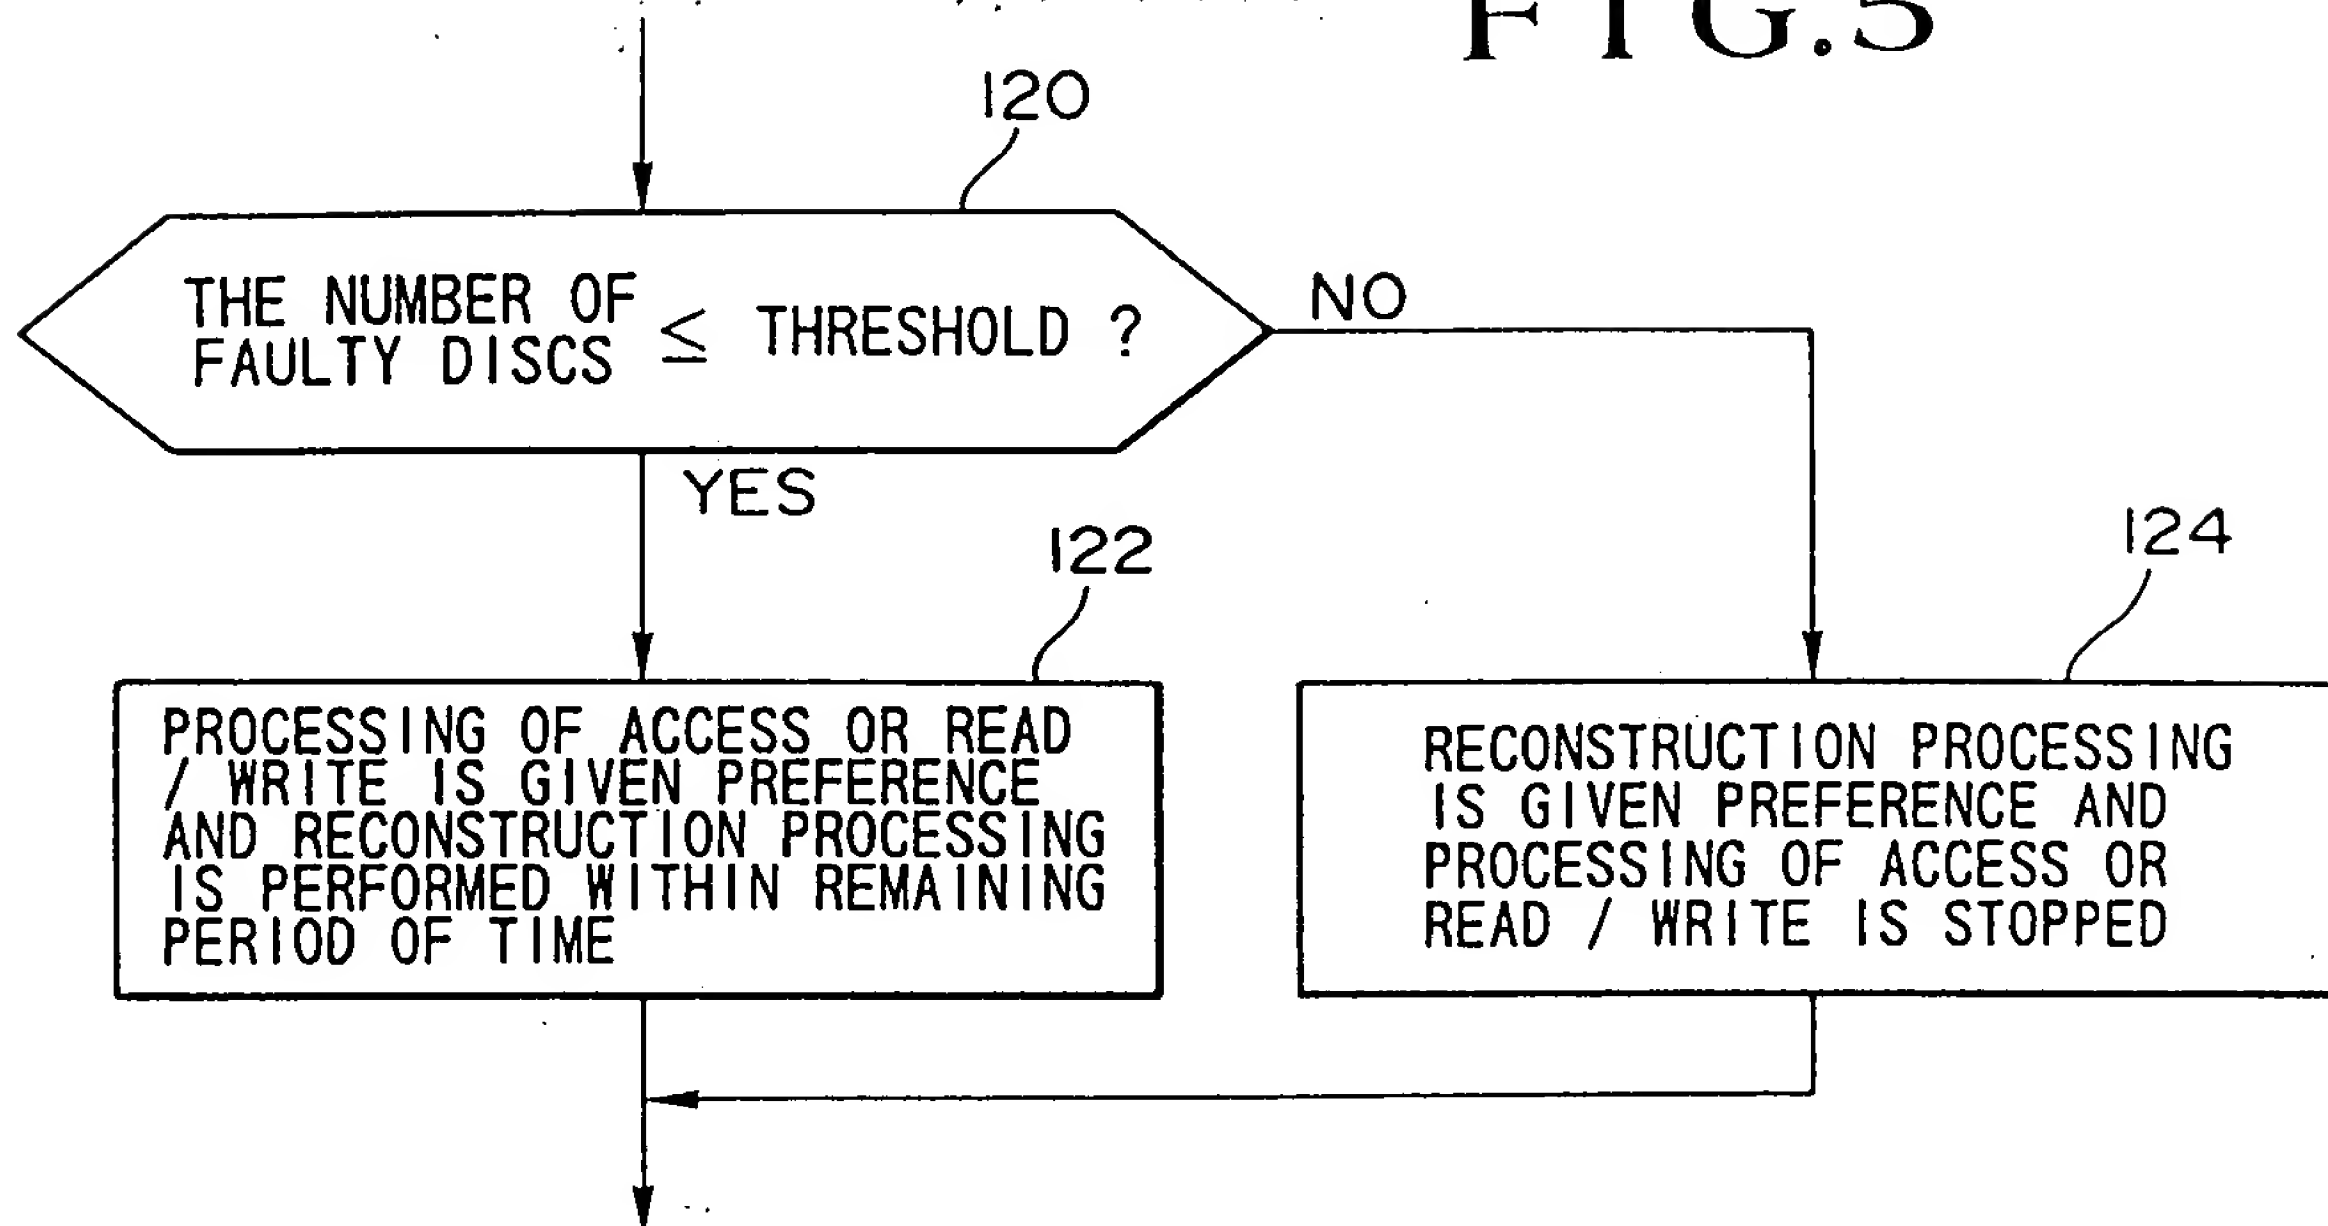 FIG.5
120
THE NUMBER OF
FAULTY DISCS ≤ THRESHOLD ?
NO
YES
122
124
PROCESSING OF ACCESS OR READ
/ WRITE IS GIVEN PREFERENCE
AND RECONSTRUCTION PROCESSING
IS PERFORMED WITHIN REMAINING
PERIOD OF TIME
RECONSTRUCTION PROCESSING
IS GIVEN PREFERENCE AND
PROCESSING OF ACCESS OR
READ / WRITE IS STOPPED